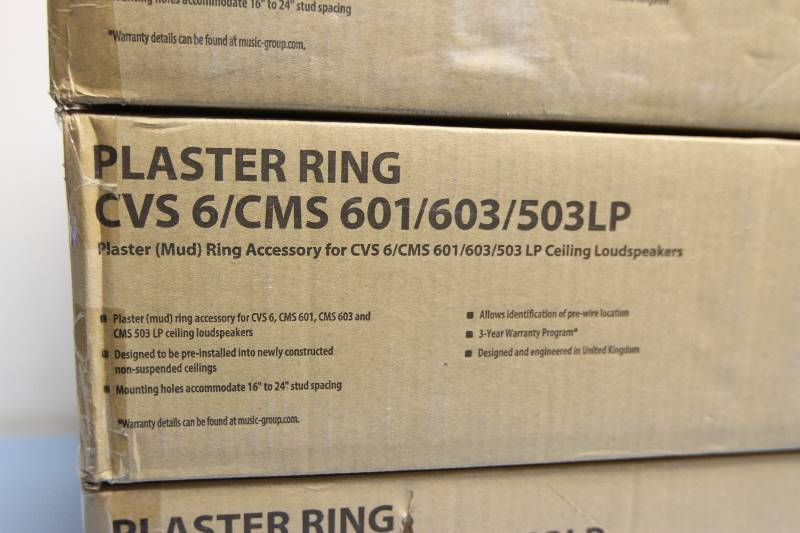 Mounting holes accommodate 16" to 24" stud spacing
*Warranty details can be found at music-group.com.
PLASTER RING
CVS 6/CMS 601/603/503LP
Plaster (Mud) Ring Accessory for CVS 6/CMS 601/603/503 LP Ceiling Loudspeakers
Plaster (mud) ring accessory for CVS 6, CMS 601, CMS 603 and
CMS 503 LP ceiling loudspeakers
Designed to be pre-installed into newly constructed
non-suspended ceilings
Mounting holes accommodate 16" to 24" stud spacing
Allows identification of pre-wire location
3-Year Warranty Program*
Designed and engineered in United Kingdom
*Warranty details can be found at music-group.com.
PLASTER RING